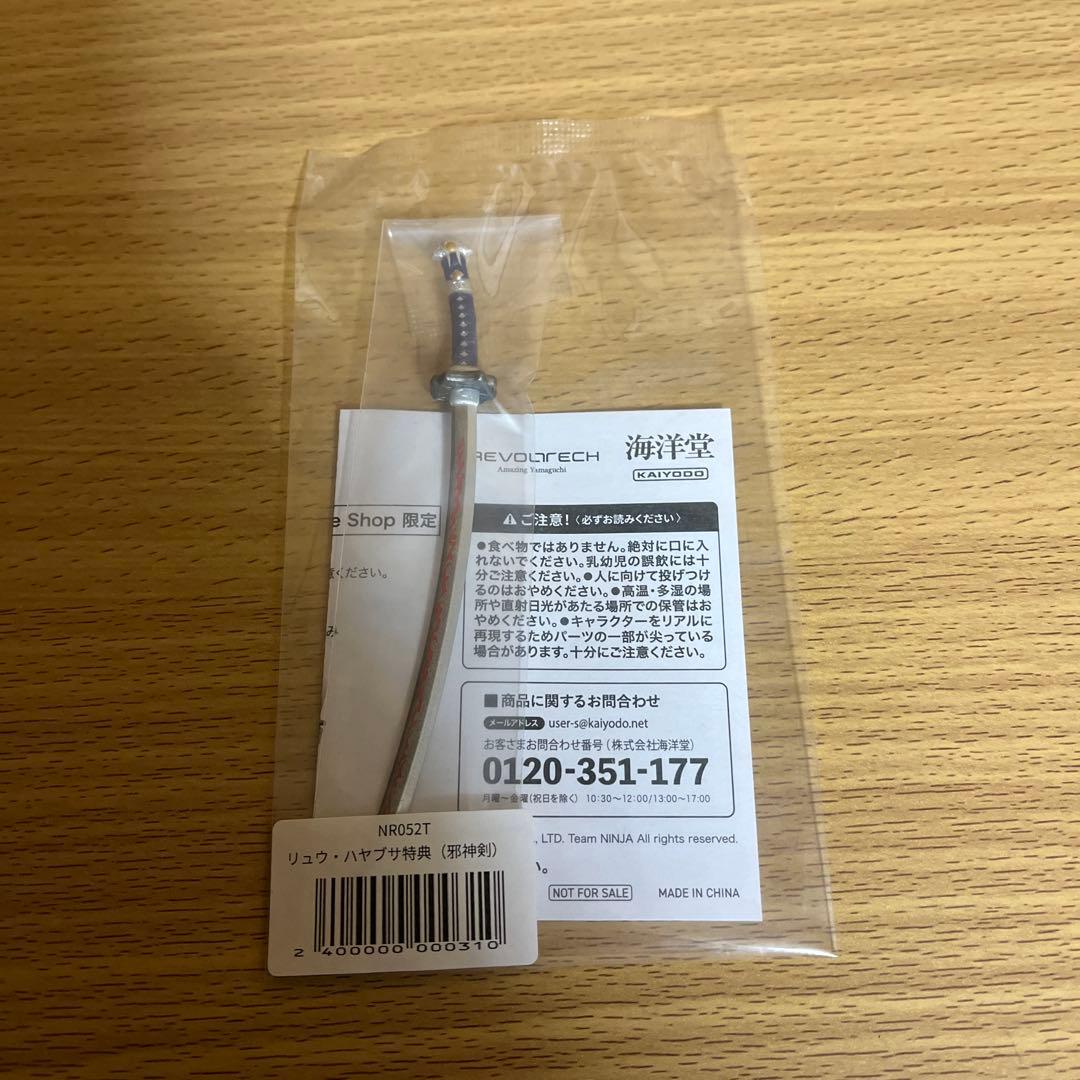 REVOLTECH
Amazing Yamaguchi
海洋堂
KAIYODO
e Shop 限定
ください。
み
⚠ご注意!〈必ずお読みください〉
●食べ物ではありません。絶対に口に入
れないでください。乳幼児の誤飲には十
分ご注意ください。●人に向けて投げつけ
るのはおやめください。●高温・多湿の場
所や直射日光があたる場所での保管はお
やめください。●キャラクターをリアルに
再現するためパーツの一部が尖っている
場合があります。十分にご注意ください。
■商品に関するお問合わせ
メールアドレス user-s@kaiyodo.net
お客さまお問合わせ番号(株式会社海洋堂)
0120-351-177
月曜〜金曜(祝日を除く) 10:30〜12:00/13:00〜17:00
, LTD. Team NINJA All rights reserved.
い。
NOT FOR SALE
MADE IN CHINA
NR052T
リュウ・ハヤブサ特典(邪神剣)
2 400000 000310